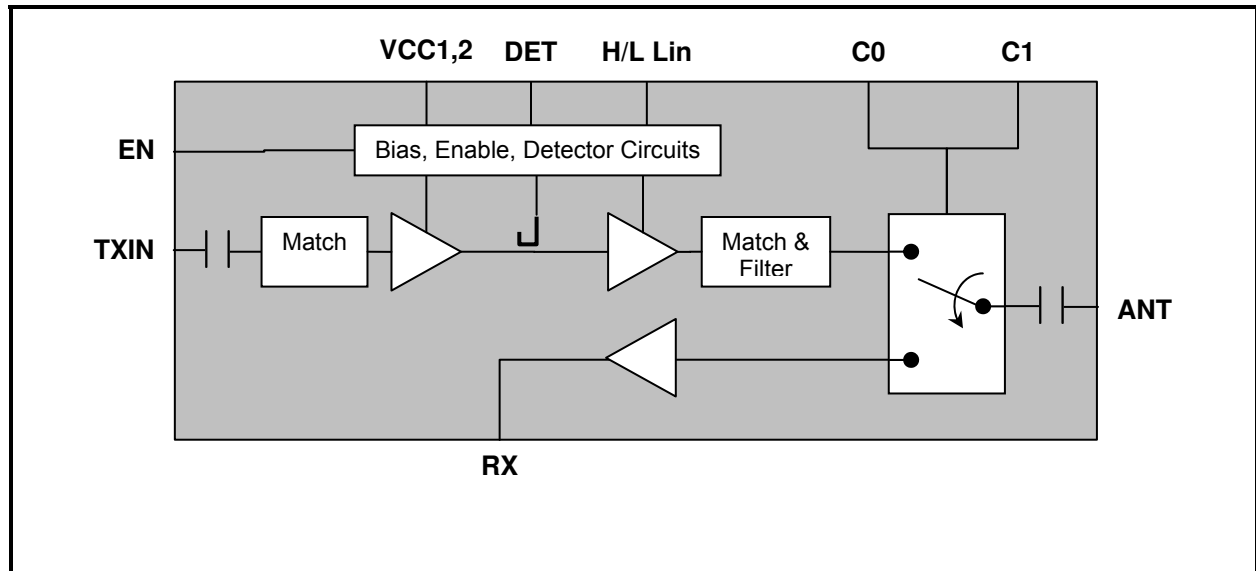 VCC1,2 DET H/L Lin C0 C1
EN
Bias, Enable, Detector Circuits
TXIN
Match
Match &
Filter
ANT
RX